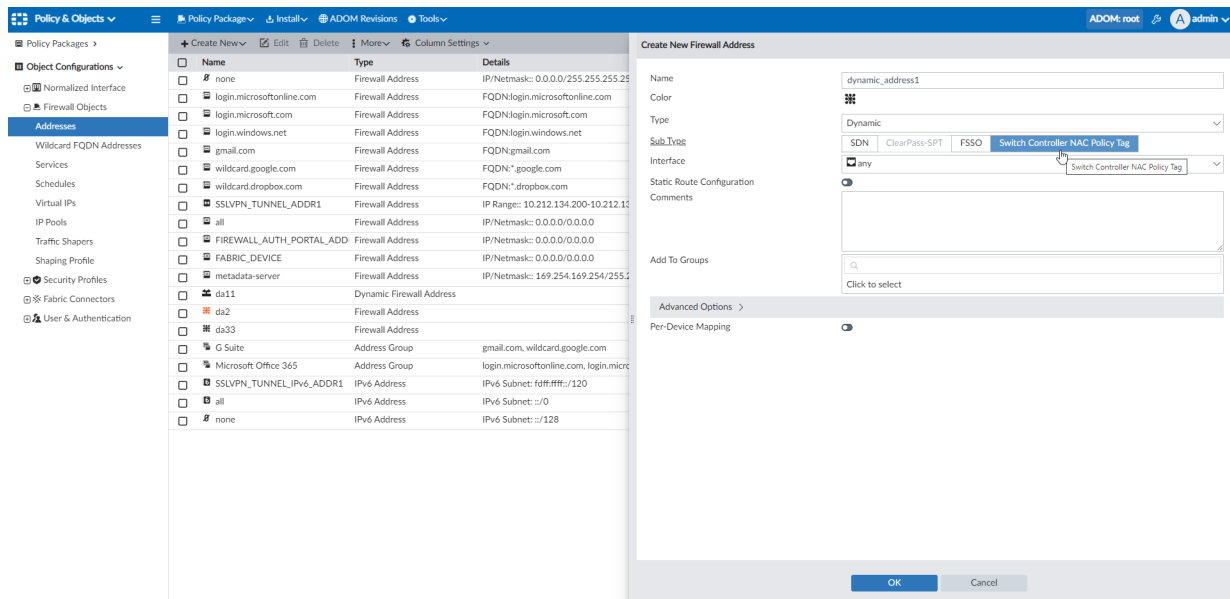 Policy & Objects
Policy Package
Install
ADOM Revisions
Tools
ADOM: root
A
admin
Policy Packages
Object Configurations
Normalized Interface
Firewall Objects
Addresses
Wildcard FQDN Addresses
Services
Schedules
Virtual IPs
IP Pools
Traffic Shapers
Shaping Profile
Security Profiles
Fabric Connectors
User & Authentication
Create New Edit Delete More Column Settings
Name Type Details
none Firewall Address IP/Netmask:: 0.0.0.0/255.255.255.25
login.microsoftonline.com Firewall Address FQDN:login.microsoftonline.com
login.microsoft.com Firewall Address FQDN:login.microsoft.com
login.windows.net Firewall Address FQDN:login.windows.net
gmail.com Firewall Address FQDN:gmail.com
wildcard.google.com Firewall Address FQDN:*.google.com
wildcard.dropbox.com Firewall Address FQDN:*.dropbox.com
SSLVPN_TUNNEL_ADDR1 Firewall Address IP Range:: 10.212.134.200-10.212.13
all Firewall Address IP/Netmask:: 0.0.0.0/0.0.0.0
FIREWALL_AUTH_PORTAL_ADD Firewall Address IP/Netmask:: 0.0.0.0/0.0.0.0
FABRIC_DEVICE Firewall Address IP/Netmask:: 0.0.0.0/0.0.0.0
metadata-server Firewall Address IP/Netmask:: 169.254.169.254/255.2
da11 Dynamic Firewall Address
da2 Firewall Address
da33 Firewall Address
G Suite Address Group gmail.com, wildcard.google.com
Microsoft Office 365 Address Group login.microsoftonline.com, login.micro
SSLVPN_TUNNEL_IPv6_ADDR1 IPv6 Address IPv6 Subnet: fdff:ffff::/120
all IPv6 Address IPv6 Subnet: ::/0
none IPv6 Address IPv6 Subnet: ::/128
Create New Firewall Address
Name dynamic_address1
Color
Type Dynamic
Sub Type SDN ClearPass-SPT FSSO Switch Controller NAC Policy Tag
Interface any
Switch Controller NAC Policy Tag
Static Route Configuration
Comments
Add To Groups
Click to select
Advanced Options >
Per-Device Mapping
OK Cancel